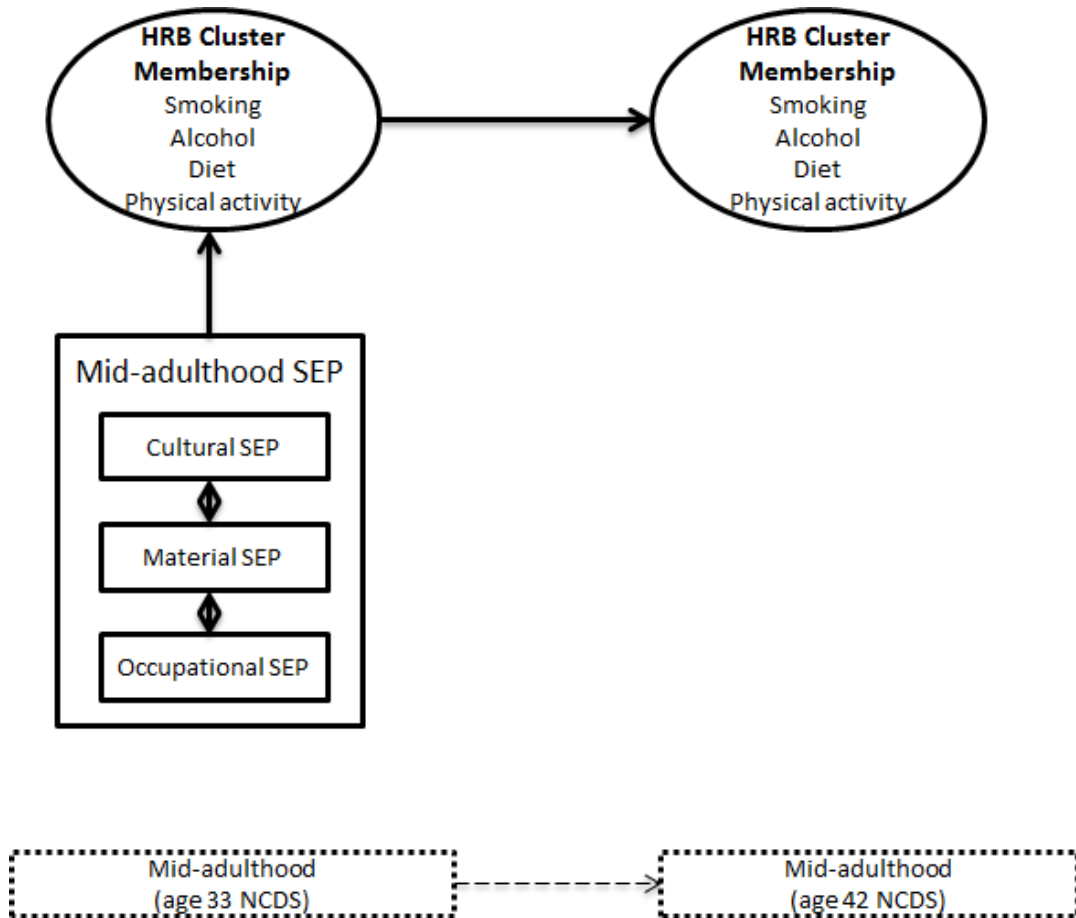 HRB Cluster
Membership
Smoking
Alcohol
Diet
Physical activity
HRB Cluster
Membership
Smoking
Alcohol
Diet
Physical activity
Mid-adulthood SEP
Cultural SEP
Material SEP
Occupational SEP
Mid-adulthood
(age 33 NCDS)
Mid-adulthood
(age 42 NCDS)